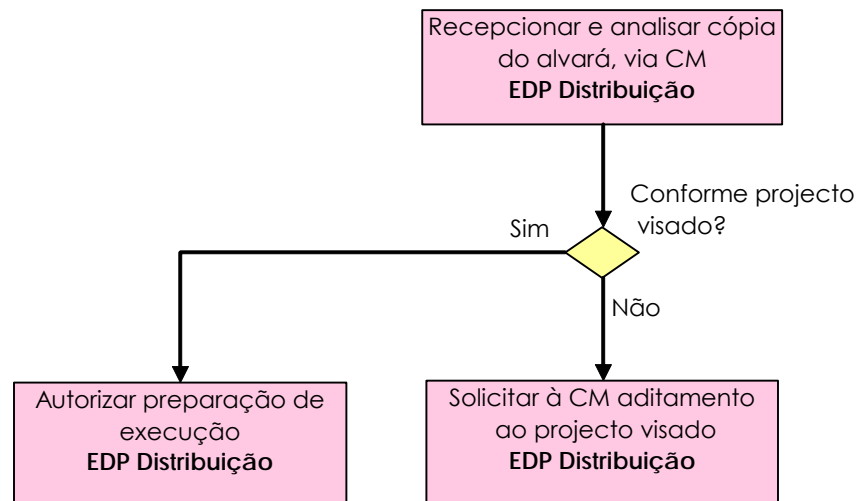 Recepcionar e analisar cópia
do alvará, via CM
EDP Distribuição
Conforme projecto
visado?
Sim
Não
Autorizar preparação de
execução
EDP Distribuição
Solicitar à CM aditamento
ao projecto visado
EDP Distribuição